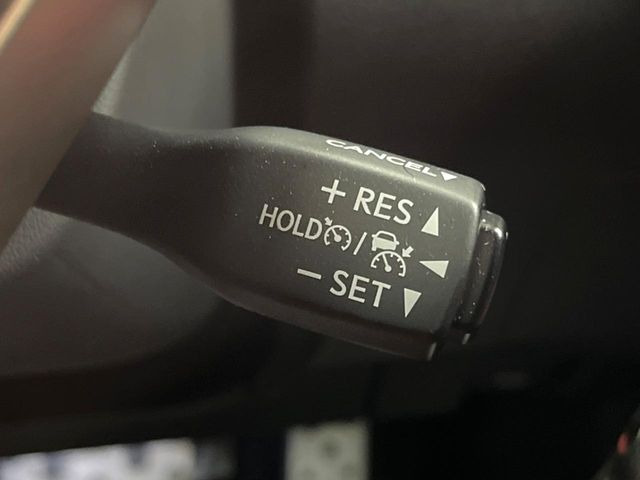 CANCEL▼
+ RES ▲
HOLD / ◀
− SET ▼